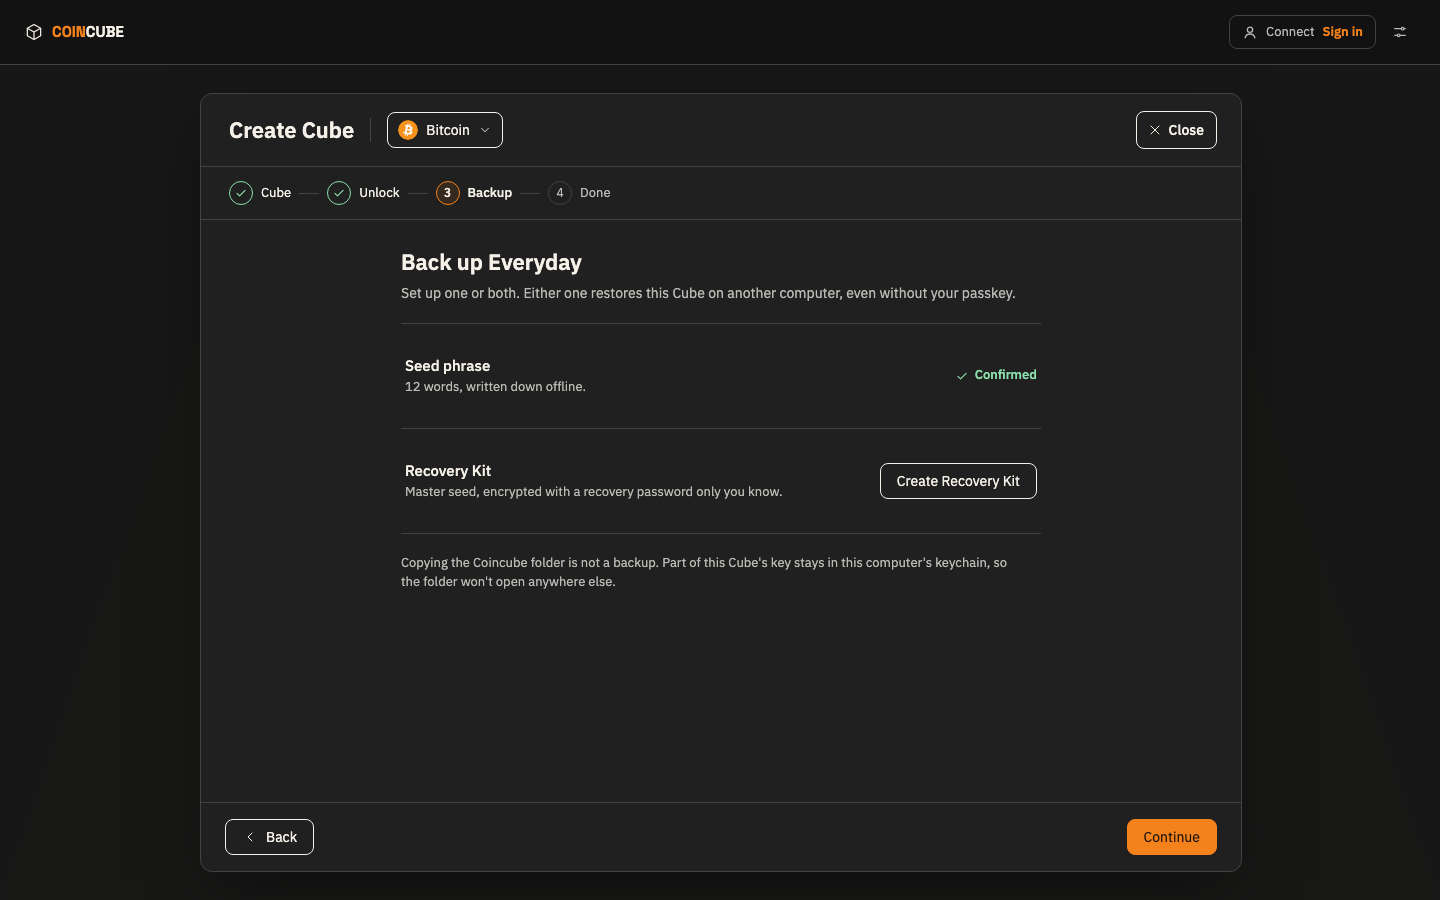 COINCUBE
Connect Sign in
Create Cube
Bitcoin
Close
Cube
Unlock
3 Backup
4 Done
Back up Everyday
Set up one or both. Either one restores this Cube on another computer, even without your passkey.
Seed phrase
12 words, written down offline.
Confirmed
Recovery Kit
Master seed, encrypted with a recovery password only you know.
Create Recovery Kit
Copying the Coincube folder is not a backup. Part of this Cube's key stays in this computer's keychain, so
the folder won't open anywhere else.
Back
Continue